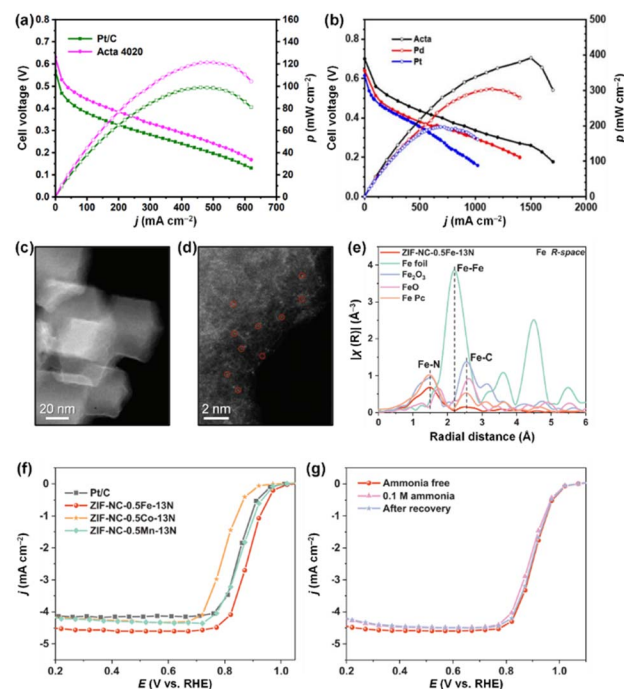 (a)
Pt/C
Acta 4020
Cell voltage (V)
0.8
0.7
0.6
0.5
0.4
0.3
0.2
0.1
0.0
160
140
120
100
80
60
40
20
0
p (mW cm⁻²)
0 100 200 300 400 500 600 700
j (mA cm⁻²)
(b)
Acta
Pd
Pt
Cell voltage (V)
1.0
0.8
0.6
0.4
0.2
0.0
500
400
300
200
100
0
p (mW cm⁻²)
0 500 1000 1500 2000
j (mA cm⁻²)
(c)
20 nm
(d)
2 nm
(e)
ZIF-NC-0.5Fe-13N
Fe foil
Fe₂O₃
FeO
Fe Pc
Fe R-space
Fe-Fe
Fe-N
Fe-C
|χ (R)| (Å⁻³)
4
3
2
1
0
0 1 2 3 4 5 6
Radial distance (Å)
(f)
Pt/C
ZIF-NC-0.5Fe-13N
ZIF-NC-0.5Co-13N
ZIF-NC-0.5Mn-13N
j (mA cm⁻²)
0
-1
-2
-3
-4
-5
0.2 0.4 0.6 0.8 1.0
E (V vs. RHE)
(g)
Ammonia free
0.1 M ammonia
After recovery
j (mA cm⁻²)
0
-1
-2
-3
-4
-5
0.2 0.4 0.6 0.8 1.0
E (V vs. RHE)